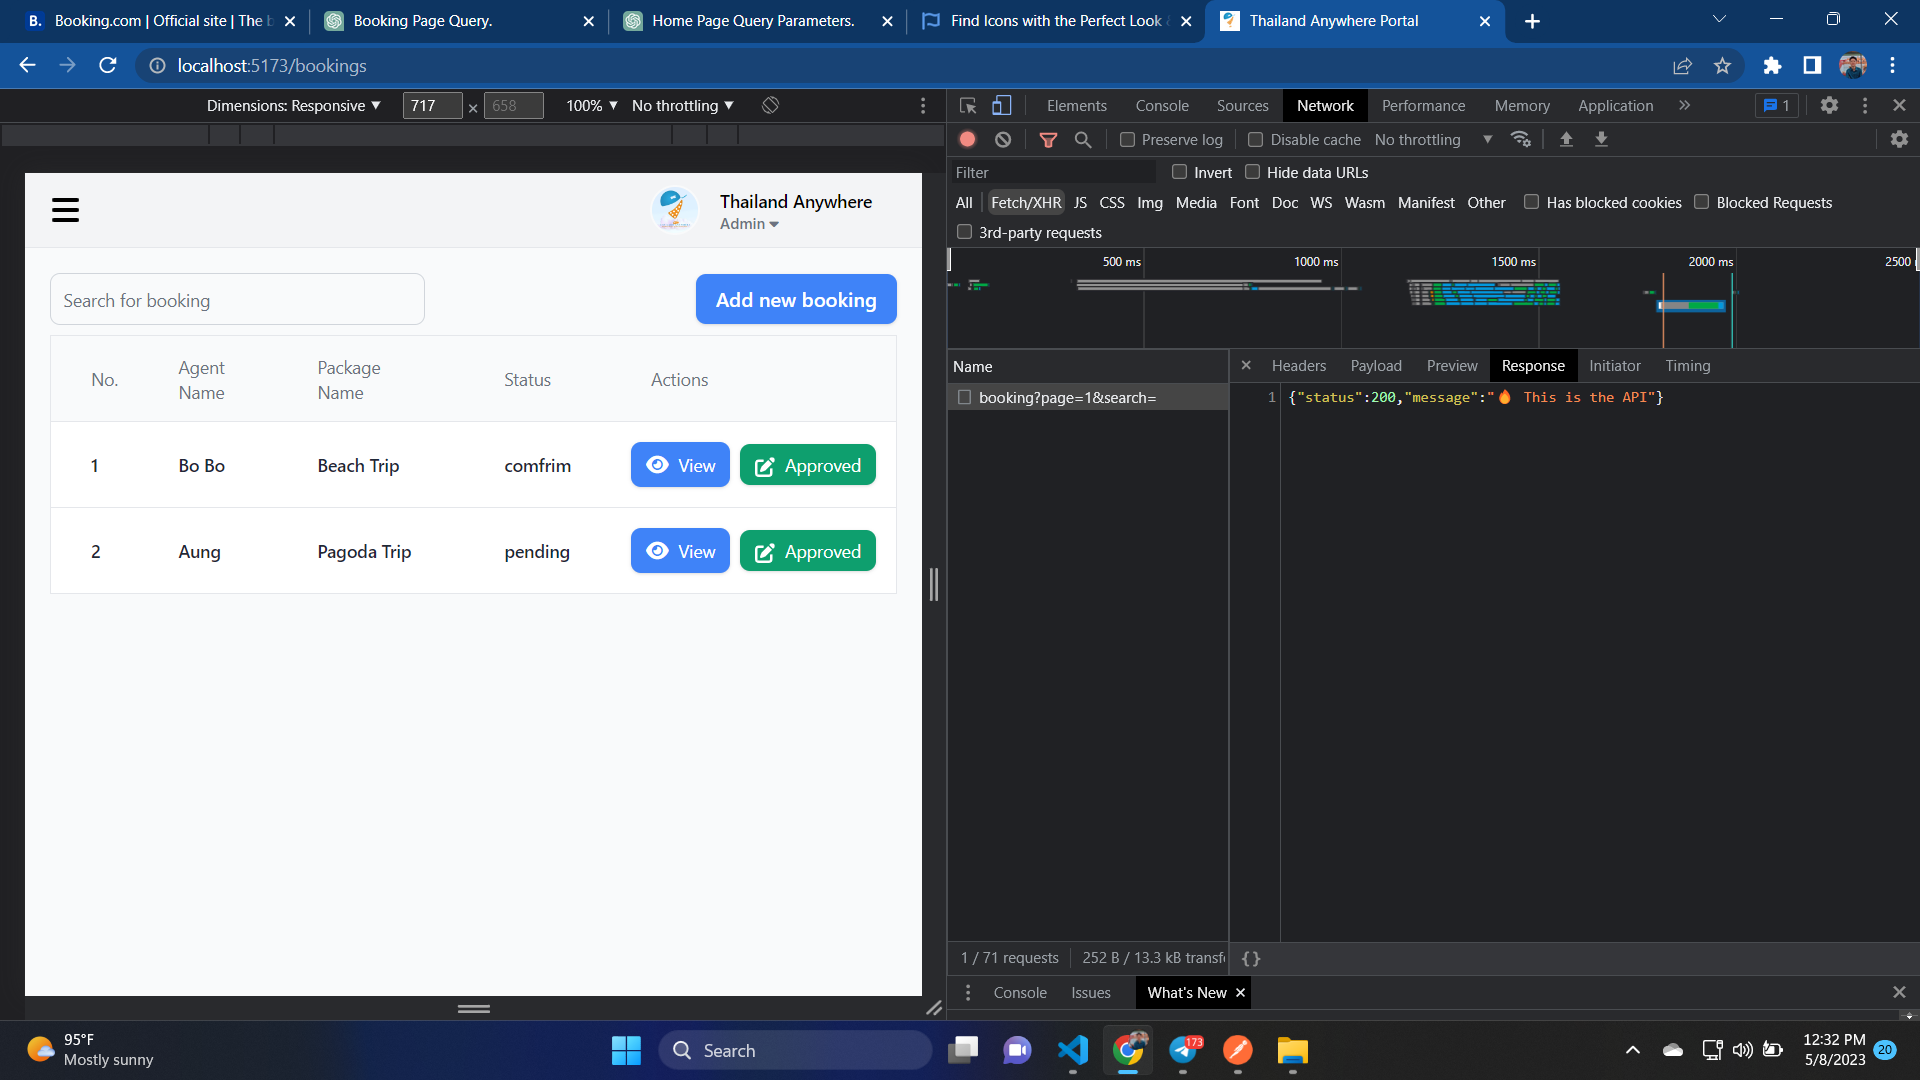 B. Booking.com | Official site | The b
Booking Page Query.
Home Page Query Parameters.
Find Icons with the Perfect Look &
Thailand Anywhere Portal
localhost:5173/bookings
Dimensions: Responsive
717 × 658
100%
No throttling
Elements
Console
Sources
Network
Performance
Memory
Application
1
Preserve log
Disable cache
No throttling
Filter
Invert
Hide data URLs
All
Fetch/XHR
JS
CSS
Img
Media
Font
Doc
WS
Wasm
Manifest
Other
Has blocked cookies
Blocked Requests
3rd-party requests
500 ms
1000 ms
1500 ms
2000 ms
2500
Thailand Anywhere
Admin
Search for booking
Add new booking
No.
Agent
Name
Package
Name
Status
Actions
1
Bo Bo
Beach Trip
comfrim
View
Approved
2
Aung
Pagoda Trip
pending
View
Approved
Name
booking?page=1&search=
Headers
Payload
Preview
Response
Initiator
Timing
1 {"status":200,"message":"🔥 This is the API"}
1 / 71 requests
252 B / 13.3 kB transf
{}
Console
Issues
What's New
95°F
Mostly sunny
Search
173
12:32 PM
5/8/2023
20